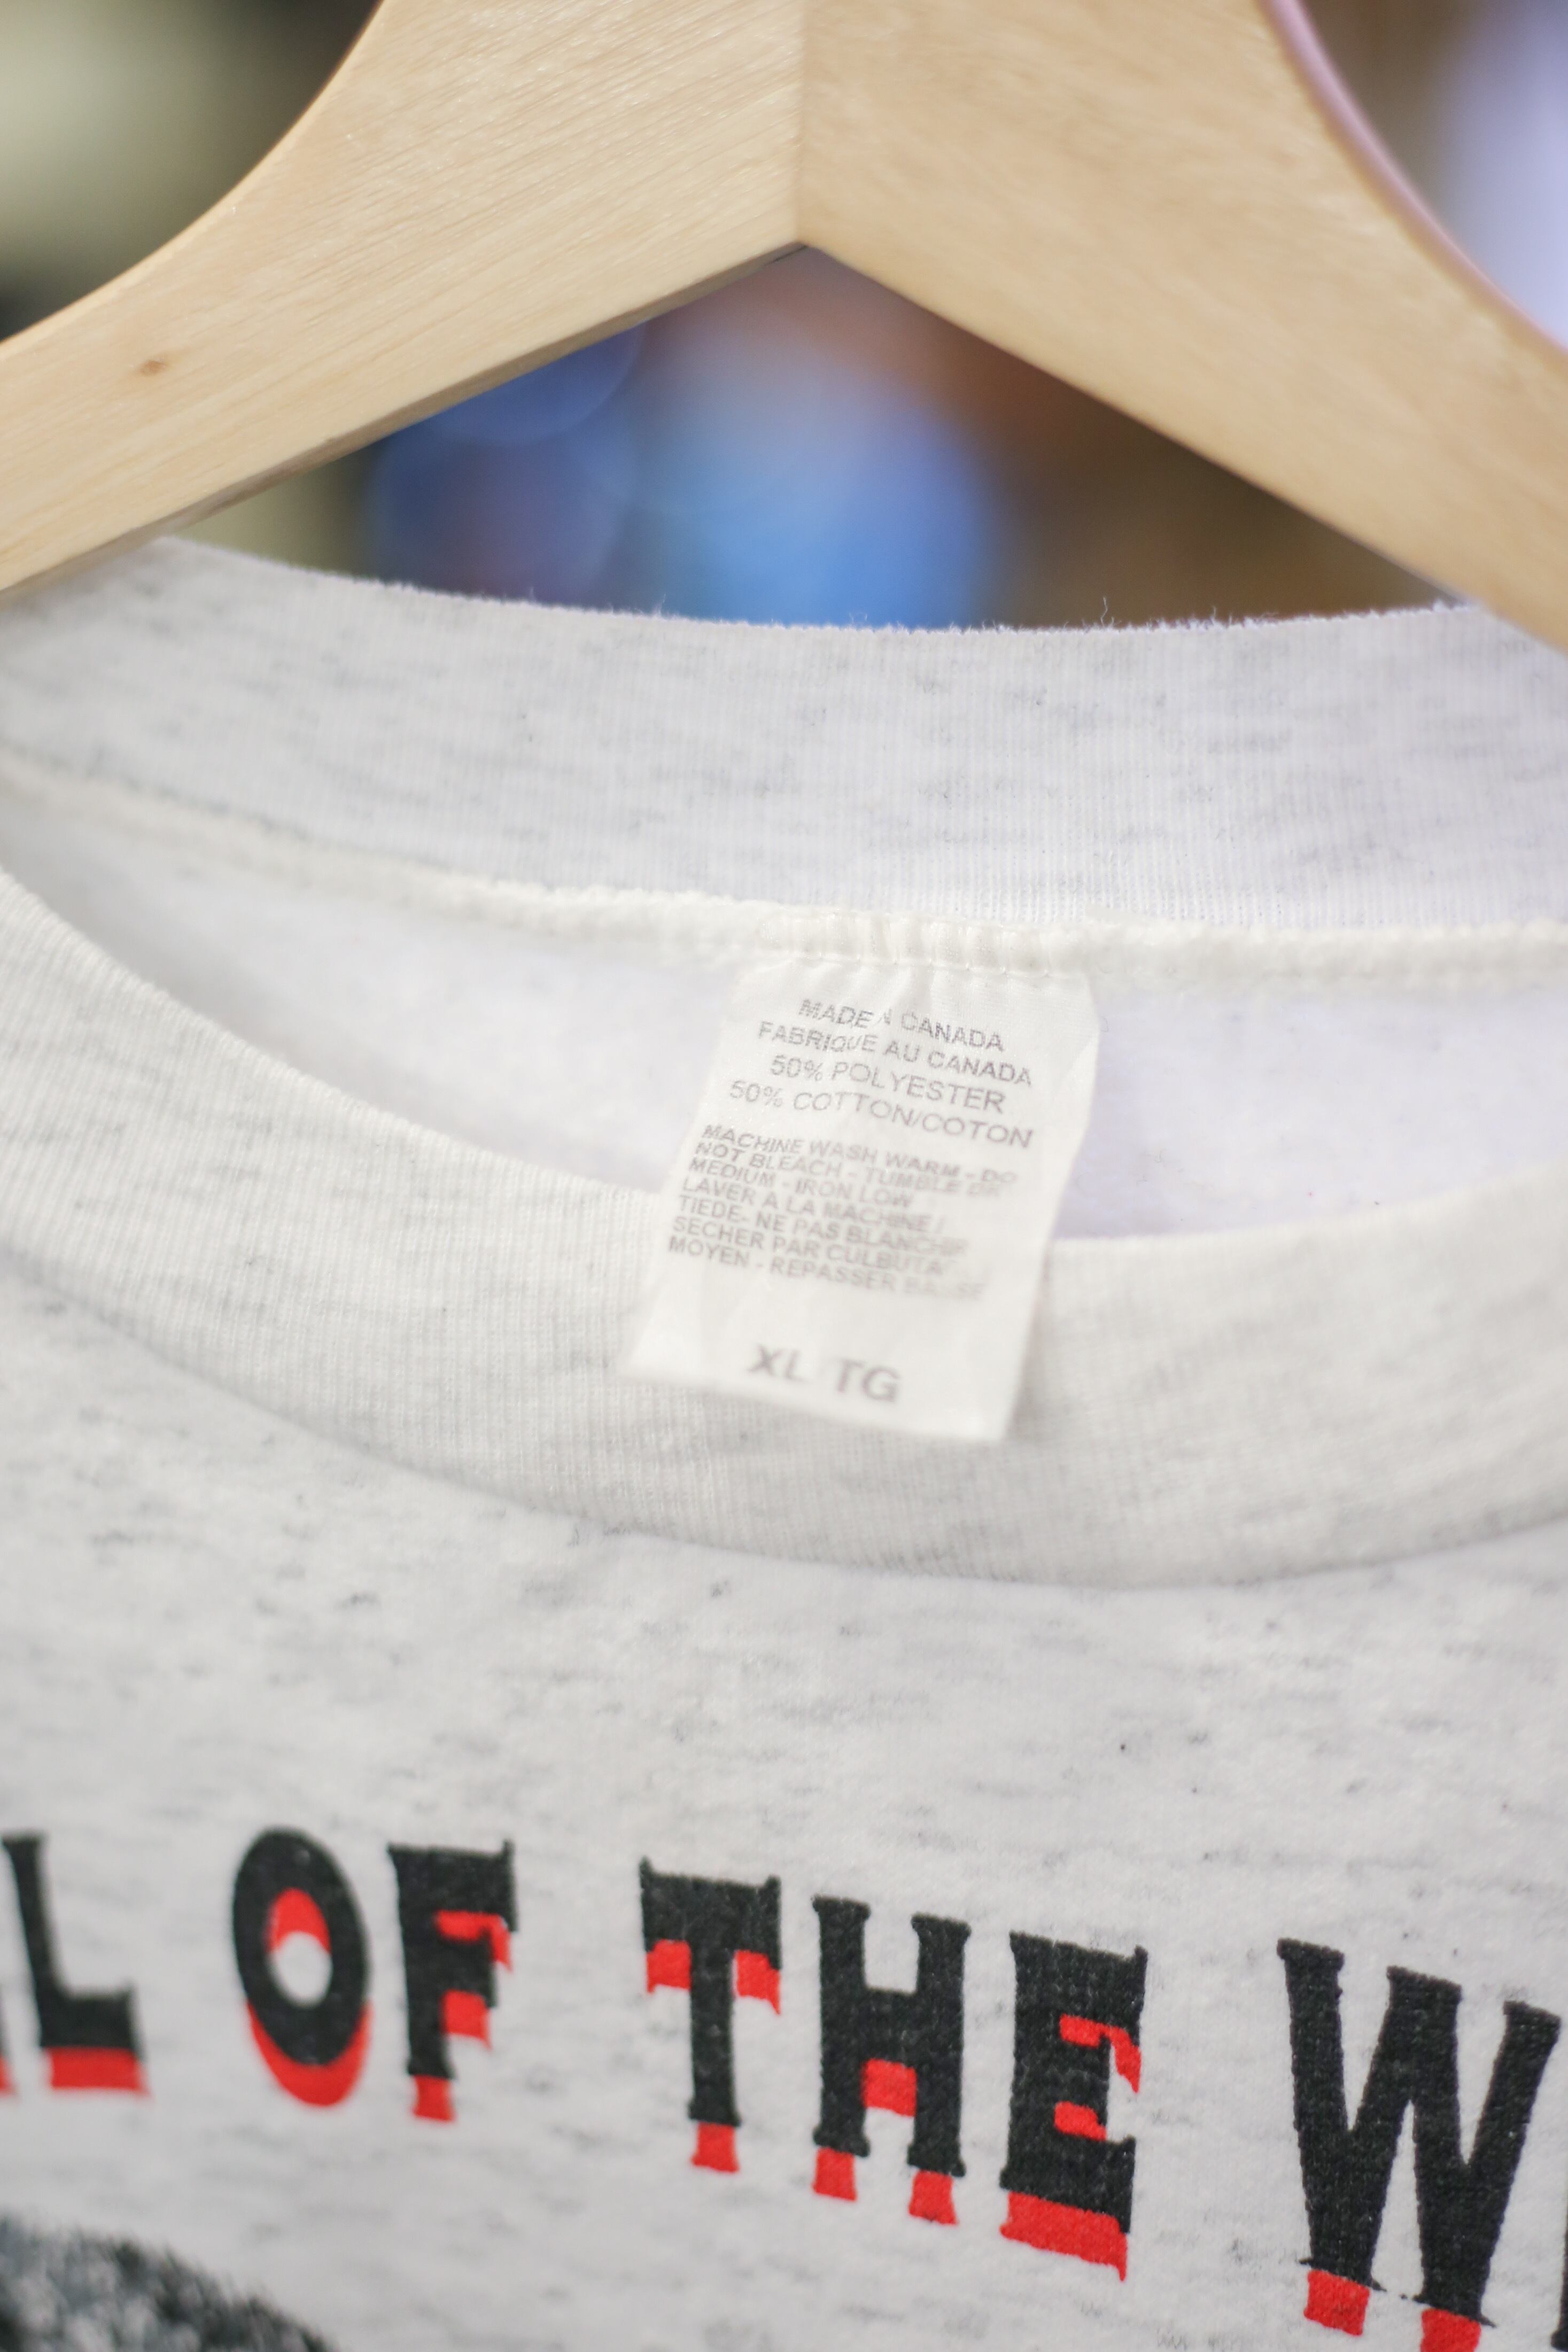 MADE IN CANADA
FABRIQUE AU CANADA
50% POLYESTER
50% COTTON/COTON
MACHINE WASH WARM - DO
NOT BLEACH - TUMBLE DR
MEDIUM - IRON LOW
LAVER A LA MACHINE /
TIEDE- NE PAS BLANCHIR
SECHER PAR CULBUTA
MOYEN - REPASSER BASSE
XL TG
L OF THE W